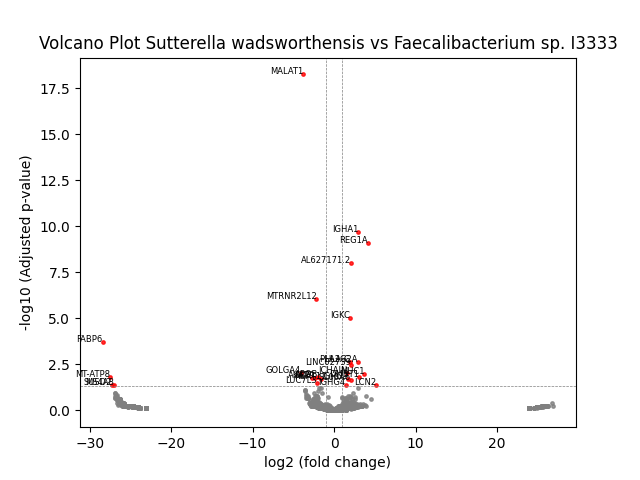 Volcano Plot Sutterella wadsworthensis vs Faecalibacterium sp. I3333
-log10 (Adjusted p-value)
17.5
15.0
12.5
10.0
7.5
5.0
2.5
0.0
MALAT1
IGHA1
REG1A
AL627171.2
MTRNR2L12
IGKC
FABP6
GOLGA4
MT-ATP8
LCN2
−30
−20
−10
0
10
20
log2 (fold change)